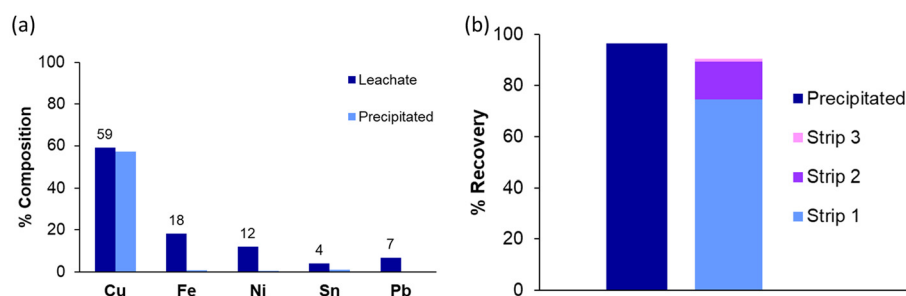 (a)
% Composition
100
80
60
40
20
0
59
18
12
4
7
Leachate
Precipitated
Cu Fe Ni Sn Pb
(b)
% Recovery
100
80
60
40
20
0
Precipitated
Strip 3
Strip 2
Strip 1